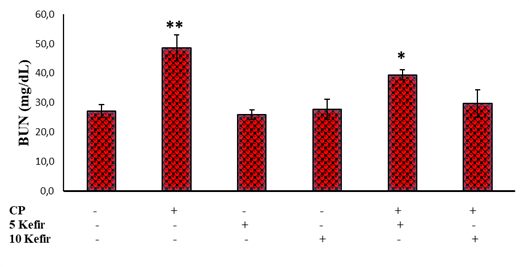 60,0
50,0
40,0
30,0
20,0
10,0
0,0
BUN (mg/dL)
**
*
CP - + - - + +
5 Kefir - - + - + -
10 Kefir - - - + - +